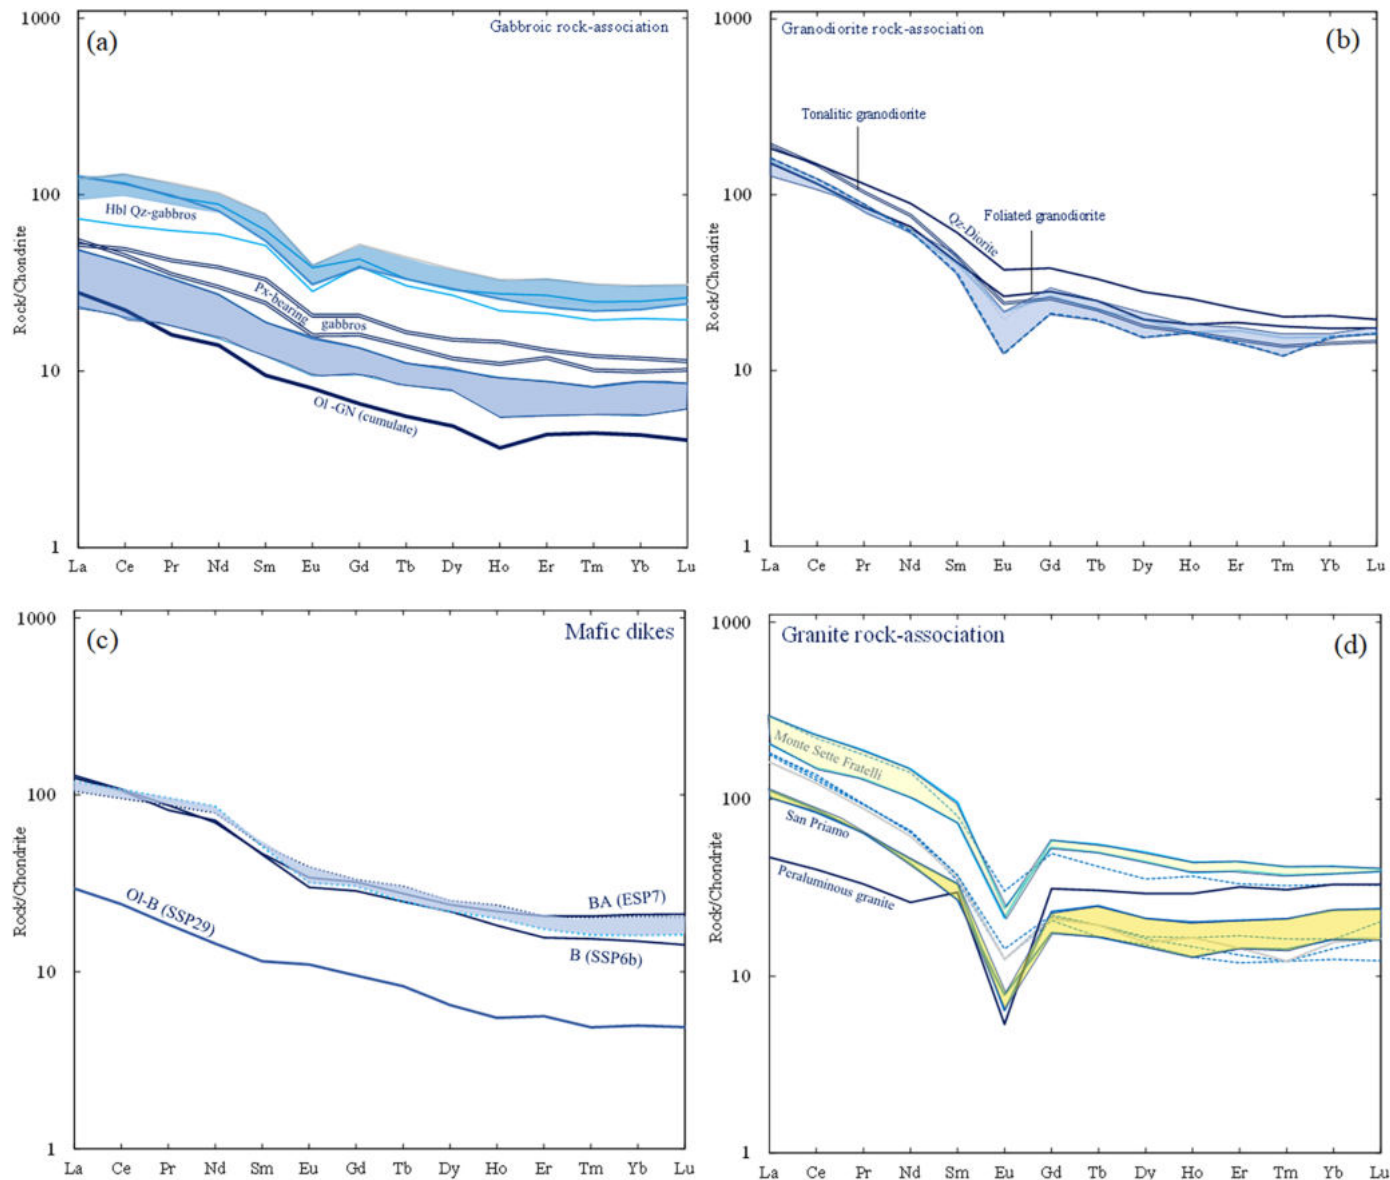 (a)
Gabbroic rock-association
1000
100
10
1
Rock/Chondrite
Hbl Qz-gabbros
Px-bearing
gabbros
Ol -GN (cumulate)
La Ce Pr Nd Sm Eu Gd Tb Dy Ho Er Tm Yb Lu
Granodiorite rock-association
(b)
1000
100
10
1
Rock/Chondrite
Tonalitic granodiorite
Foliated granodiorite
Qz-Diorite
La Ce Pr Nd Sm Eu Gd Tb Dy Ho Er Tm Yb Lu
(c)
Mafic dikes
1000
100
10
1
Rock/Chondrite
Ol-B (SSP29)
BA (ESP7)
B (SSP6b)
La Ce Pr Nd Sm Eu Gd Tb Dy Ho Er Tm Yb Lu
Granite rock-association
(d)
1000
100
10
1
Rock/Chondrite
Monte Sette Fratelli
San Priamo
Peraluminous granite
La Ce Pr Nd Sm Eu Gd Tb Dy Ho Er Tm Yb Lu